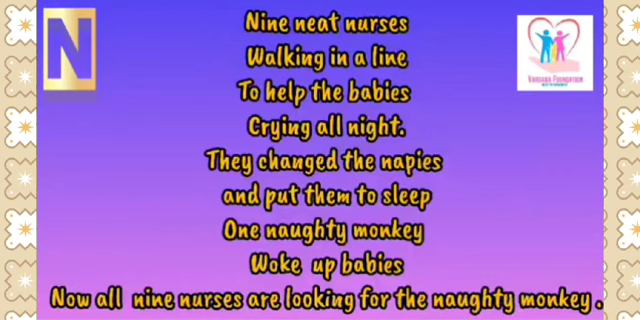 N
Nine neat nurses
Walking in a line
To help the babies
Crying all night.
They changed the napies
and put them to sleep
One naughty monkey
Woke up babies
Now all nine nurses are looking for the naughty monkey .
VARDANA FOUNDATION